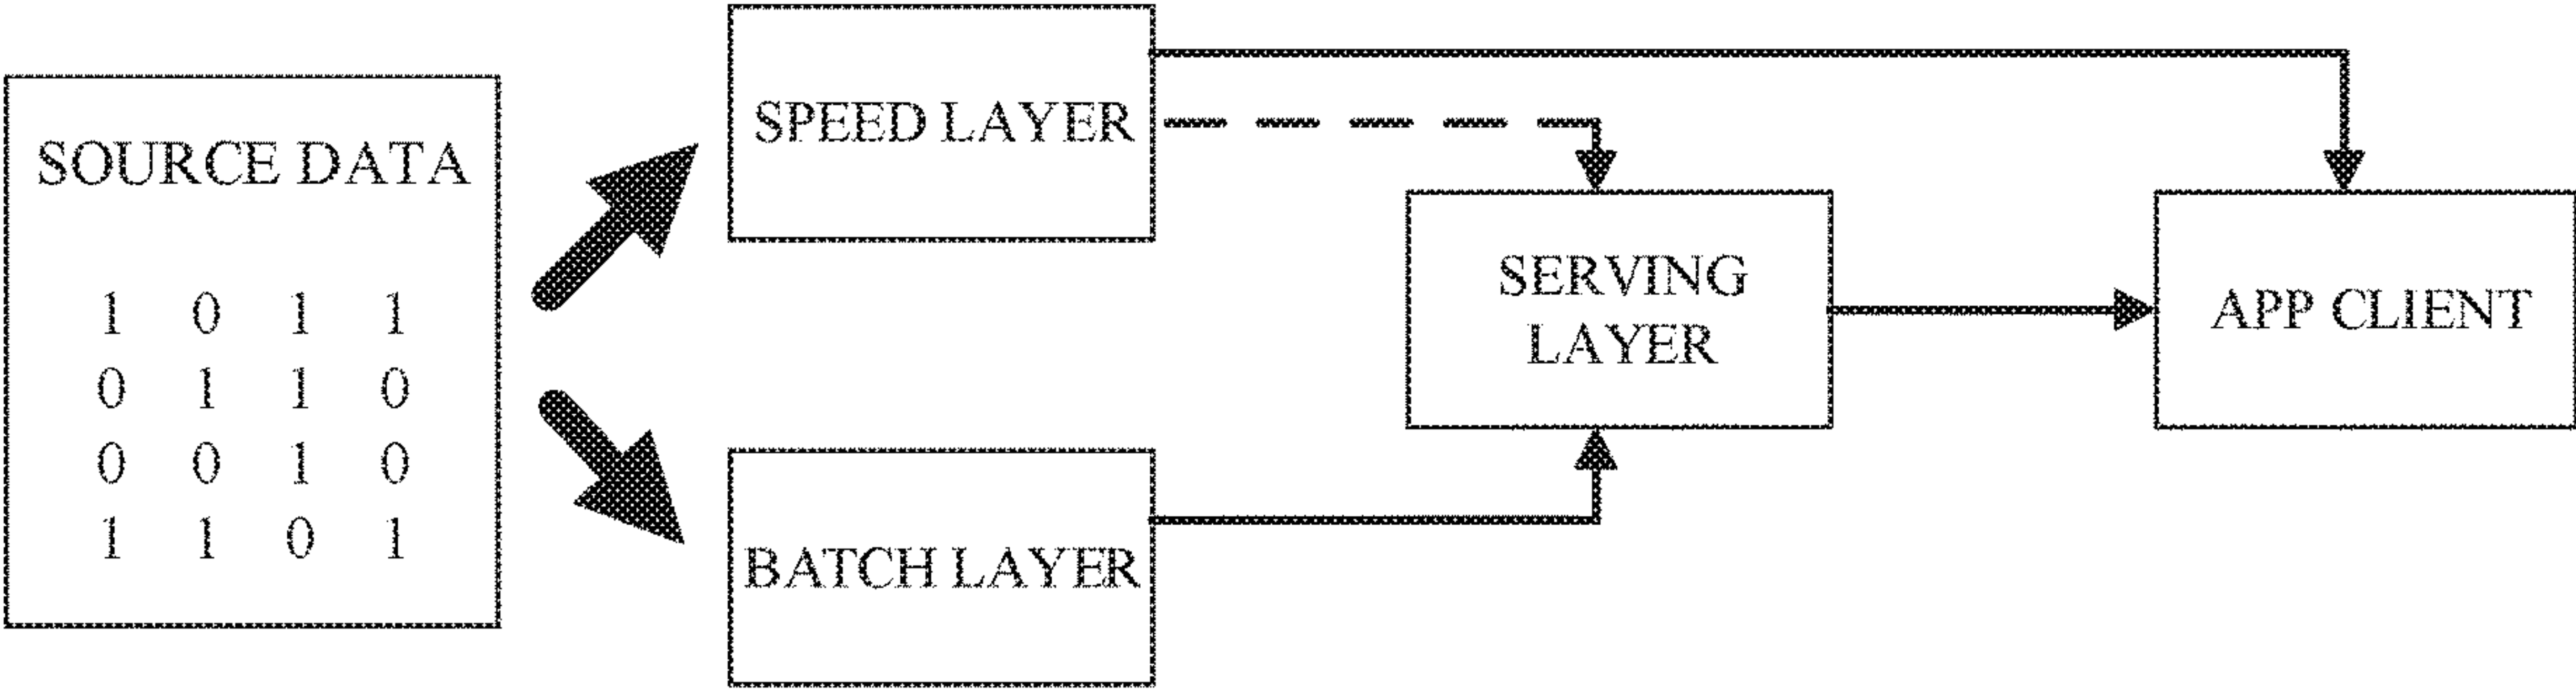 SOURCE DATA
1 0 1 1
0 1 1 0
0 0 1 0
1 1 0 1
SPEED LAYER
BATCH LAYER
SERVING
LAYER
APP CLIENT